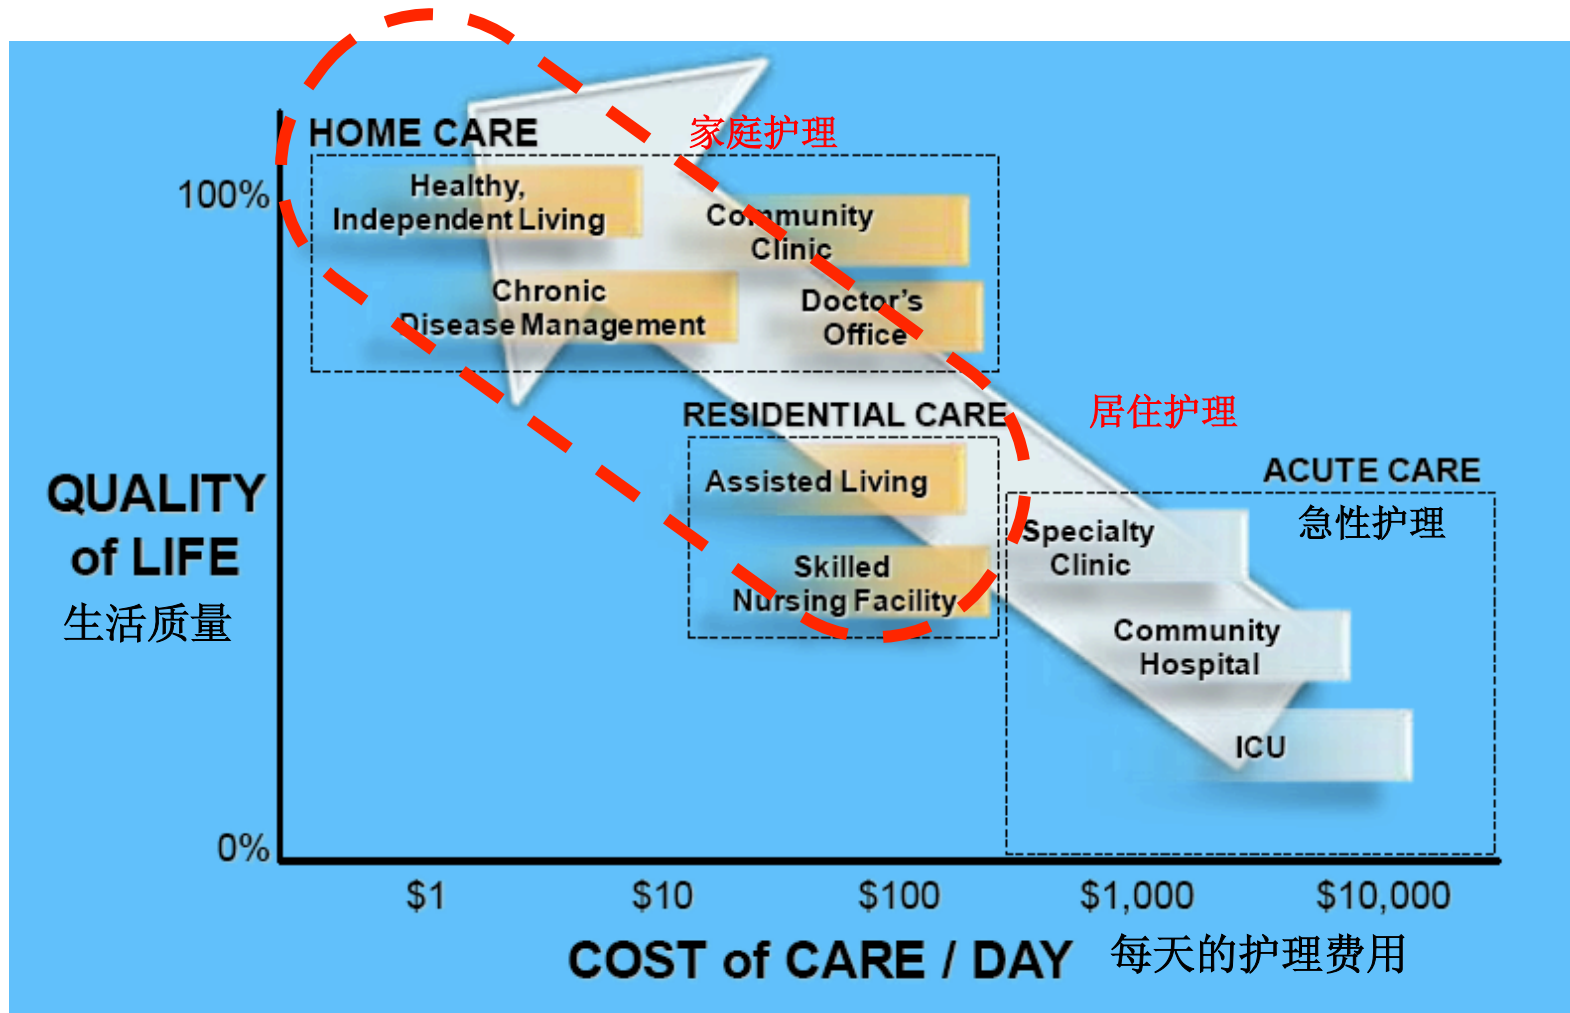 HOME CARE
家庭护理
100%
Healthy,
Independent Living
Community
Clinic
Chronic
Disease Management
Doctor's
Office
RESIDENTIAL CARE
居住护理
Assisted Living
Skilled
Nursing Facility
ACUTE CARE
急性护理
Specialty
Clinic
Community
Hospital
ICU
QUALITY
of LIFE
生活质量
0%
$1 $10 $100 $1,000 $10,000
COST of CARE / DAY 每天的护理费用